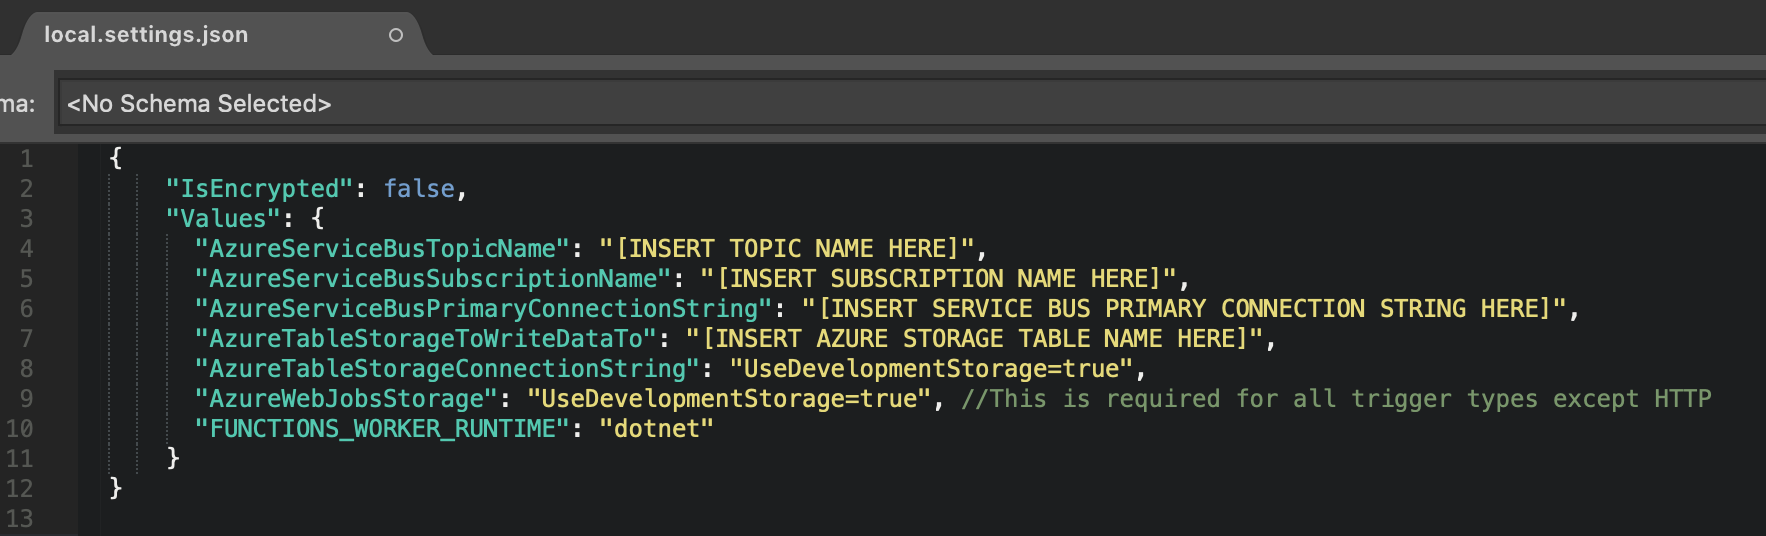 local.settings.json
ma: <No Schema Selected>
1 {
2 "IsEncrypted": false,
3 "Values": {
4 "AzureServiceBusTopicName": "[INSERT TOPIC NAME HERE]",
5 "AzureServiceBusSubscriptionName": "[INSERT SUBSCRIPTION NAME HERE]",
6 "AzureServiceBusPrimaryConnectionString": "[INSERT SERVICE BUS PRIMARY CONNECTION STRING HERE]",
7 "AzureTableStorageToWriteDataTo": "[INSERT AZURE STORAGE TABLE NAME HERE]",
8 "AzureTableStorageConnectionString": "UseDevelopmentStorage=true",
9 "AzureWebJobsStorage": "UseDevelopmentStorage=true", //This is required for all trigger types except HTTP
10 "FUNCTIONS_WORKER_RUNTIME": "dotnet"
11 }
12 }
13